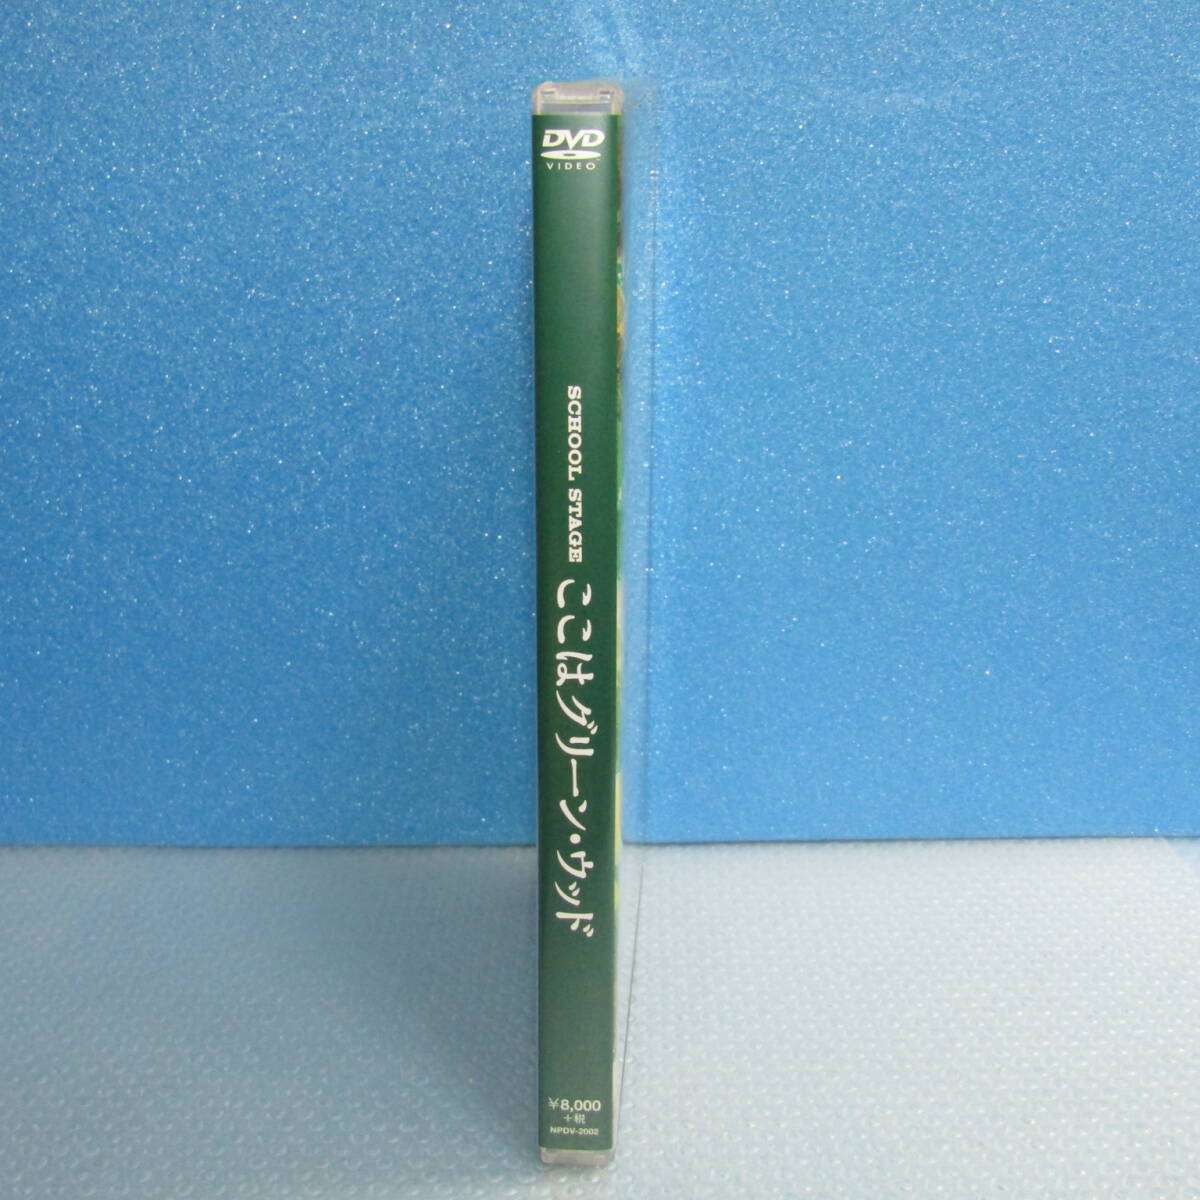 DVD
VIDEO
SCHOOL STAGE ここはグリーン・ウッド
¥8,000
+税
NPDV-2002